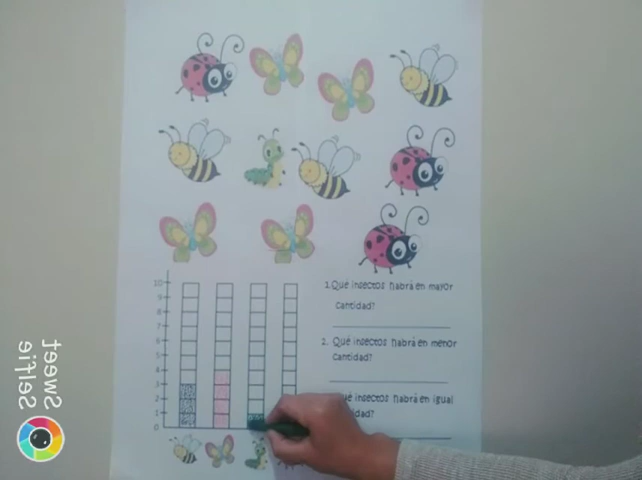 1.Qué insectos habrá en mayor
cantidad?
2. Qué insectos habrá en menor
cantidad?
insectos habrá en igual
10
9
8
7
6
5
4
3
2
1
0
Sweet
Selfie